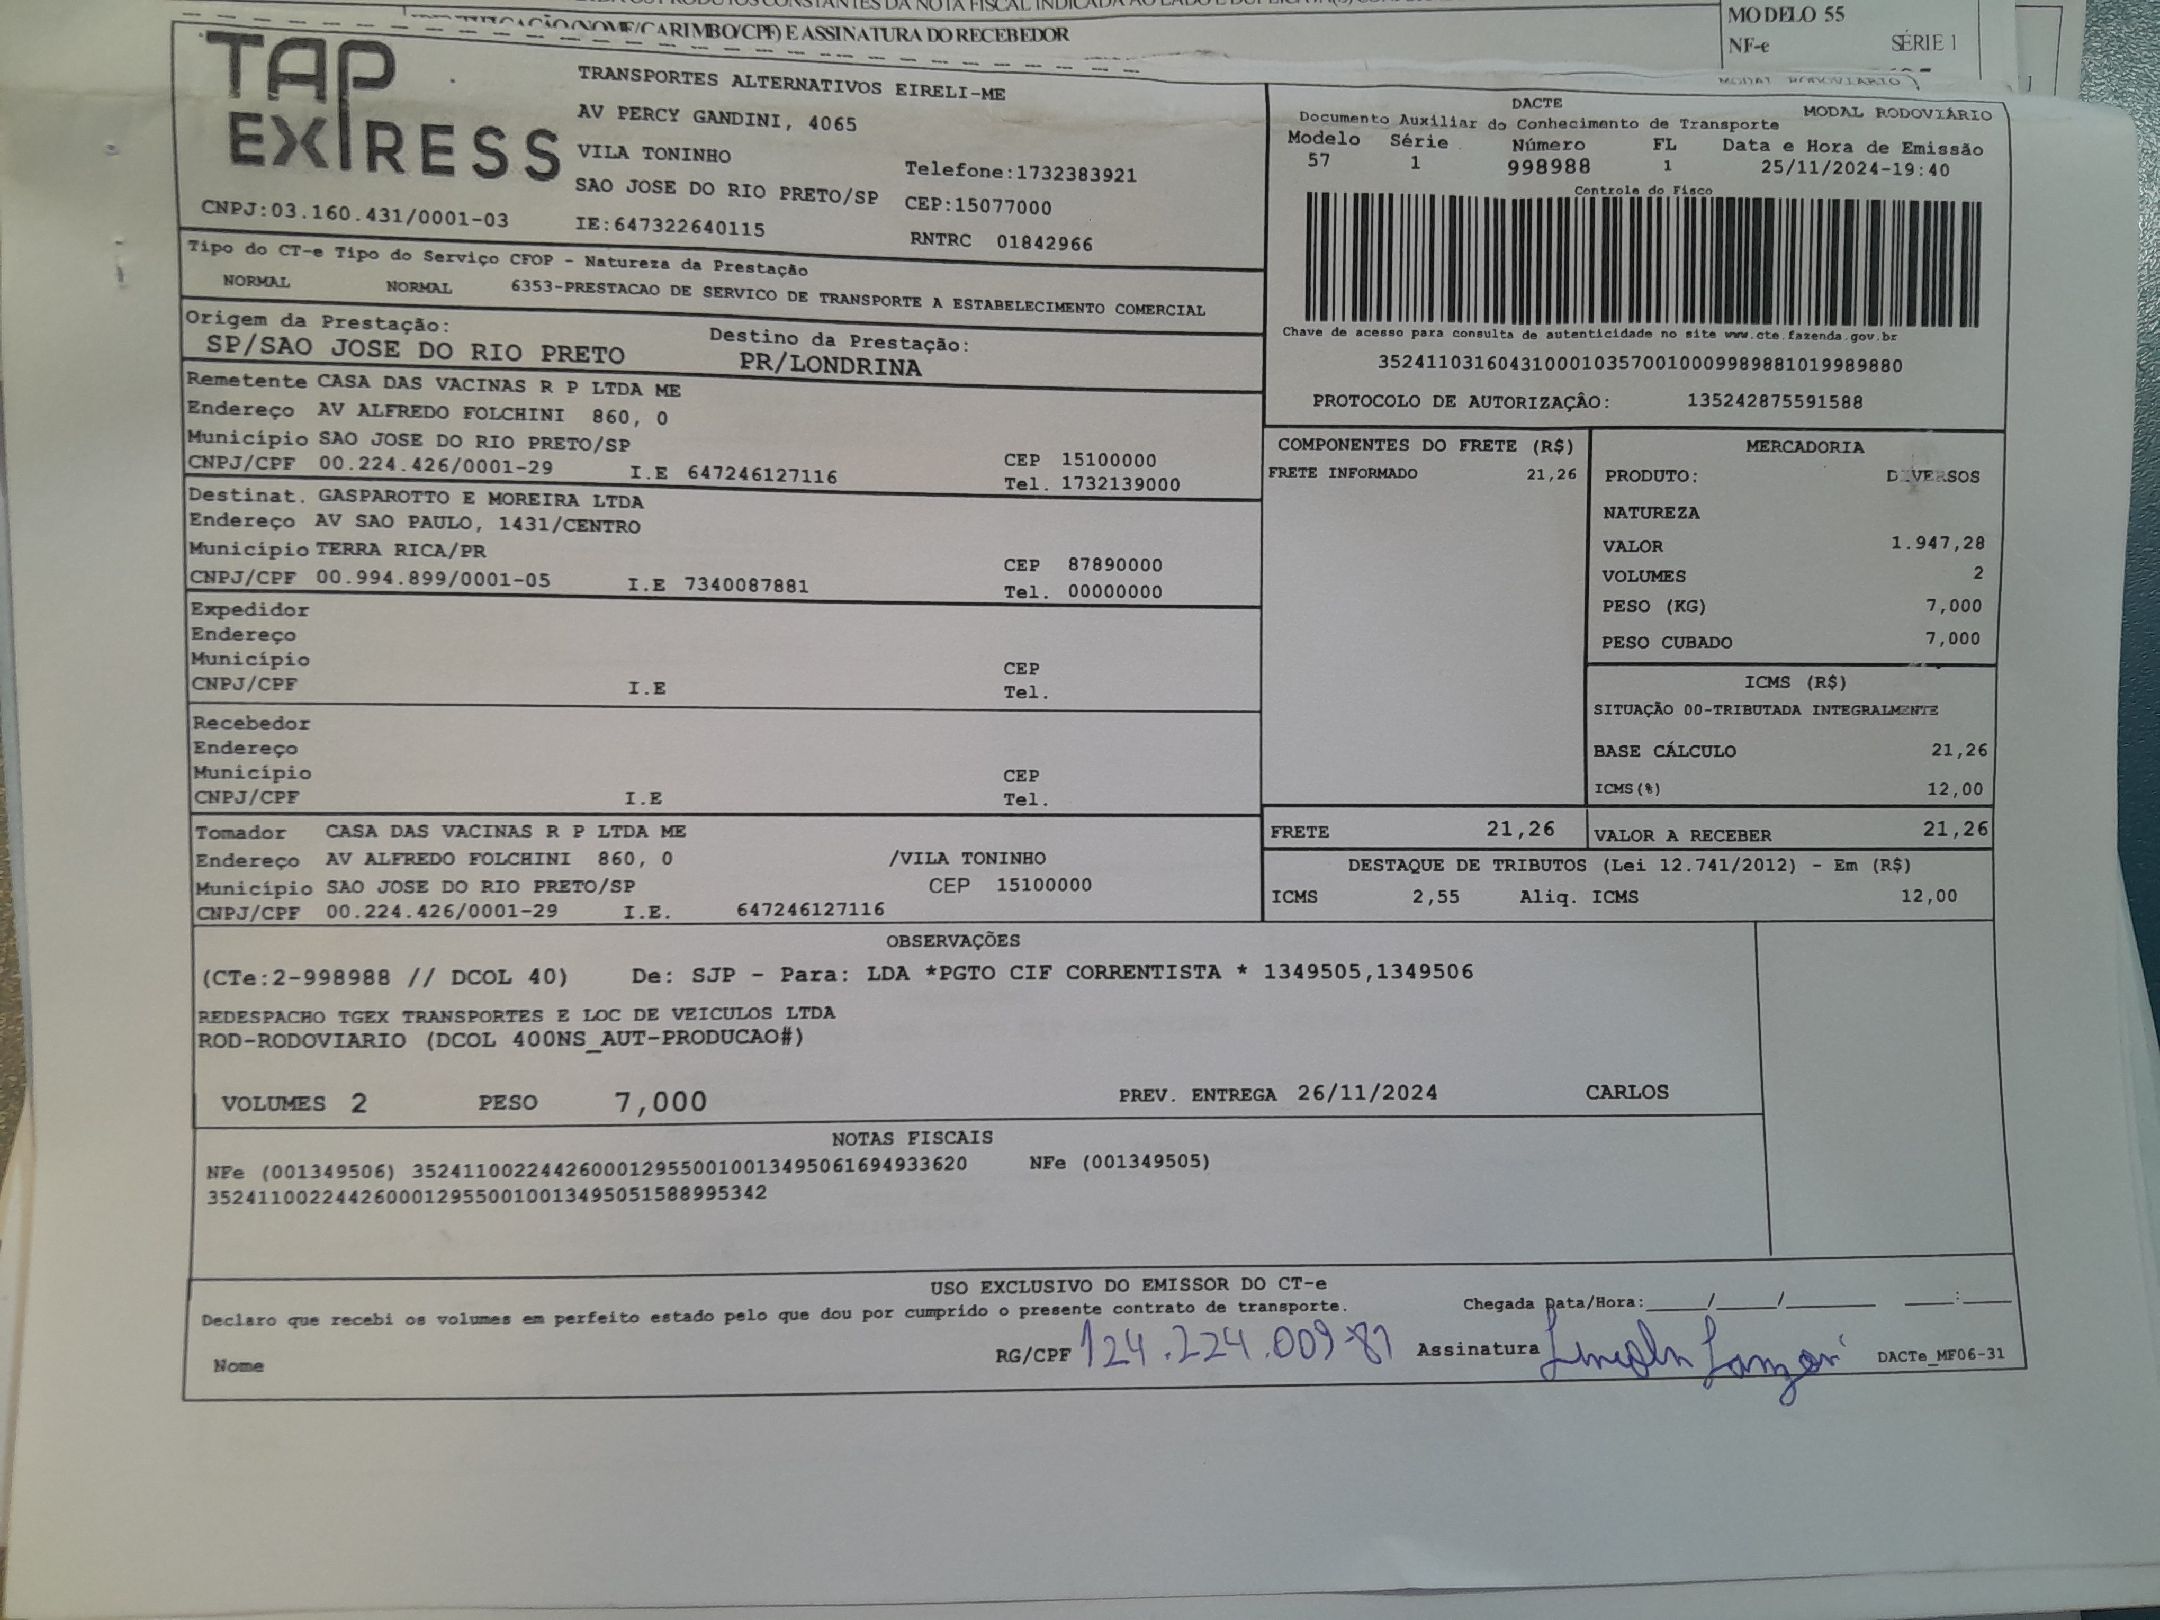 MODELO 55
NF-e SÉRIE 1
(NOME/CARIMBO/CPF) E ASSINATURA DO RECEBEDOR
MODAL RODOVIARIO
TAP EXPRESS
TRANSPORTES ALTERNATIVOS EIRELI-ME
AV PERCY GANDINI, 4065
VILA TONINHO Telefone:1732383921
SAO JOSE DO RIO PRETO/SP CEP:15077000
CNPJ:03.160.431/0001-03 IE:647322640115 RNTRC 01842966
DACTE MODAL RODOVIÁRIO
Documento Auxiliar do Conhecimento de Transporte
Modelo Série Número FL Data e Hora de Emissão
57 1 998988 1 25/11/2024-19:40
Controle do Fisco
Chave de acesso para consulta de autenticidade no site www.cte.fazenda.gov.br
35241103160431000103570010009989881019989880
PROTOCOLO DE AUTORIZAÇÂO: 135242875591588
Tipo do CT-e Tipo do Serviço CFOP - Natureza da Prestação
NORMAL NORMAL 6353-PRESTACAO DE SERVICO DE TRANSPORTE A ESTABELECIMENTO COMERCIAL
Origem da Prestação: Destino da Prestação:
SP/SAO JOSE DO RIO PRETO PR/LONDRINA
Remetente CASA DAS VACINAS R P LTDA ME
Endereço AV ALFREDO FOLCHINI 860, 0
Município SAO JOSE DO RIO PRETO/SP CEP 15100000
CNPJ/CPF 00.224.426/0001-29 I.E 647246127116 Tel. 1732139000
Destinat. GASPAROTTO E MOREIRA LTDA
Endereço AV SAO PAULO, 1431/CENTRO
Município TERRA RICA/PR CEP 87890000
CNPJ/CPF 00.994.899/0001-05 I.E 7340087881 Tel. 00000000
Expedidor
Endereço
Município CEP
CNPJ/CPF I.E Tel.
Recebedor
Endereço
Município CEP
CNPJ/CPF I.E Tel.
Tomador CASA DAS VACINAS R P LTDA ME
Endereço AV ALFREDO FOLCHINI 860, 0 /VILA TONINHO
Município SAO JOSE DO RIO PRETO/SP CEP 15100000
CNPJ/CPF 00.224.426/0001-29 I.E. 647246127116
COMPONENTES DO FRETE (R$)
FRETE INFORMADO 21,26
MERCADORIA
PRODUTO: DIVERSOS
NATUREZA
VALOR 1.947,28
VOLUMES 2
PESO (KG) 7,000
PESO CUBADO 7,000
ICMS (R$)
SITUAÇÃO 00-TRIBUTADA INTEGRALMENTE
BASE CÁLCULO 21,26
ICMS(%) 12,00
FRETE 21,26 VALOR A RECEBER 21,26
DESTAQUE DE TRIBUTOS (Lei 12.741/2012) - Em (R$)
ICMS 2,55 Aliq. ICMS 12,00
OBSERVAÇÕES
(CTe:2-998988 // DCOL 40) De: SJP - Para: LDA *PGTO CIF CORRENTISTA * 1349505,1349506
REDESPACHO TGEX TRANSPORTES E LOC DE VEICULOS LTDA
ROD-RODOVIARIO (DCOL 400NS_AUT-PRODUCAO#)
VOLUMES 2 PESO 7,000 PREV. ENTREGA 26/11/2024 CARLOS
NOTAS FISCAIS
NFe (001349506) 35241100224426000129550010013495061694933620 NFe (001349505)
35241100224426000129550010013495051588995342
USO EXCLUSIVO DO EMISSOR DO CT-e
Declaro que recebi os volumes em perfeito estado pelo que dou por cumprido o presente contrato de transporte. Chegada Data/Hora:____/____/______ ___:___
Nome RG/CPF 124.224.009-81 Assinatura DACTe_MF06-31